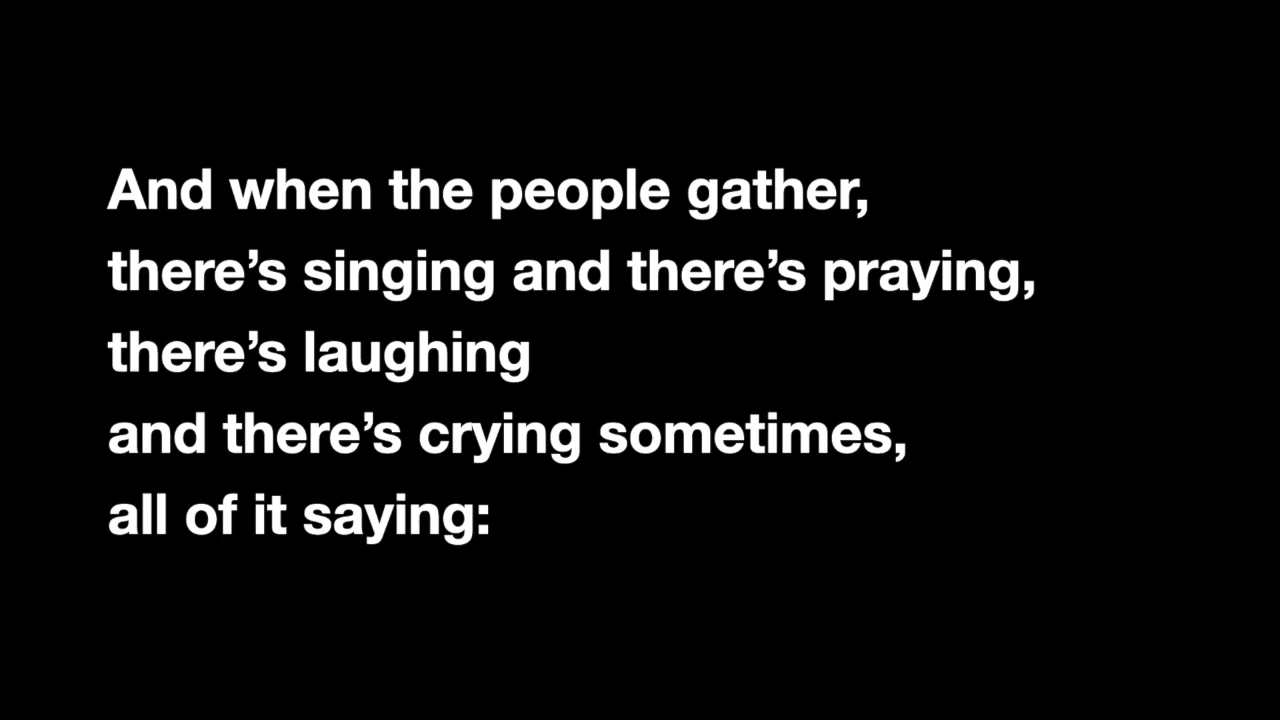 And when the people gather,
there’s singing and there’s praying,
there’s laughing
and there’s crying sometimes,
all of it saying: